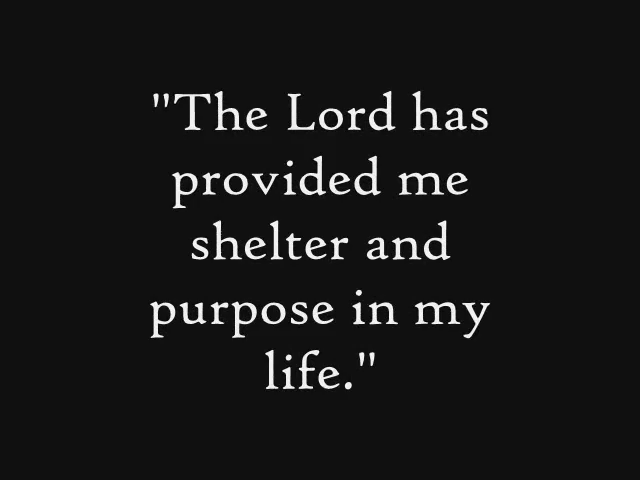 "The Lord has
provided me
shelter and
purpose in my
life."